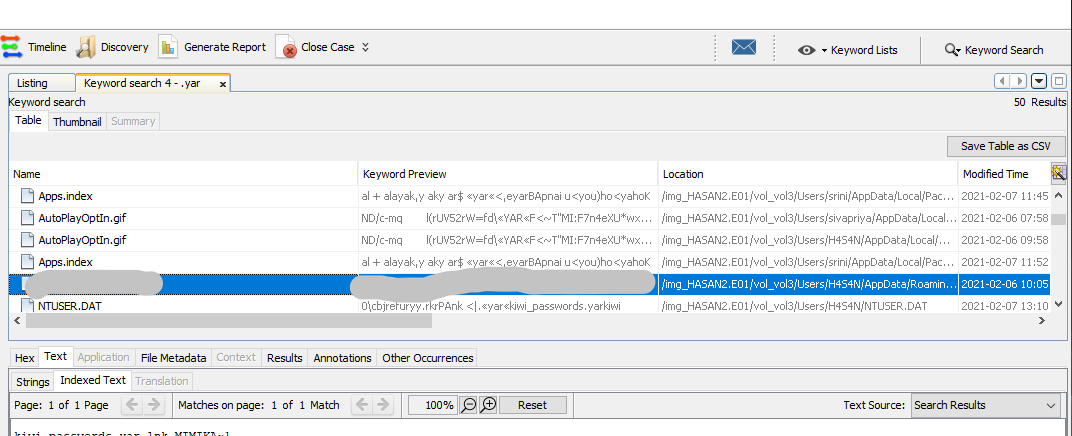 Timeline Discovery Generate Report Close Case Keyword Lists Keyword Search
Listing Keyword search 4 - .yar x
Keyword search 50 Results
Table Thumbnail Summary
Save Table as CSV
Name Keyword Preview Location Modified Time
Apps.index al + alayak,y aky ar$ «yar«<,eyarBApnai u<you)ho<yahoK /img_HASAN2.E01/vol_vol3/Users/srini/AppData/Local/Pac... 2021-02-07 11:45
AutoPlayOptIn.gif ND/c-mq l(rUV52rW=fd\«YAR«F<~T"MI:F7n4eXU*wx... /img_HASAN2.E01/vol_vol3/Users/sivapriya/AppData/Local... 2021-02-06 07:58
AutoPlayOptIn.gif ND/c-mq l(rUV52rW=fd\«YAR«F<~T"MI:F7n4eXU*wx... /img_HASAN2.E01/vol_vol3/Users/H4S4N/AppData/Local/... 2021-02-06 09:58
Apps.index al + alayak,y aky ar$ «yar«<,eyarBApnai u<you)ho<yahoK /img_HASAN2.E01/vol_vol3/Users/srini/AppData/Local/Pac... 2021-02-07 11:52
/img_HASAN2.E01/vol_vol3/Users/H4S4N/AppData/Roamin... 2021-02-06 10:05
NTUSER.DAT 0\cbjrefuryy.rkrPAnk <|.«yar«kiwi_passwords.yarkiwi /img_HASAN2.E01/vol_vol3/Users/H4S4N/NTUSER.DAT 2021-02-07 13:10
Hex Text Application File Metadata Context Results Annotations Other Occurrences
Strings Indexed Text Translation
Page: 1 of 1 Page Matches on page: 1 of 1 Match 100% Reset Text Source: Search Results